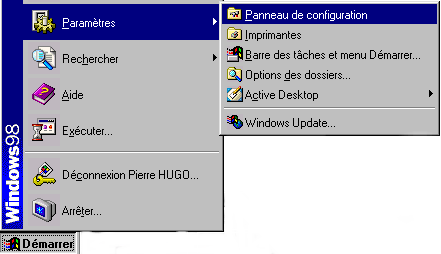 Paramètres
Rechercher
Aide
Exécuter...
Déconnexion Pierre HUGO...
Arrêter...
Windows98
Démarrer
Panneau de configuration
Imprimantes
Barre des tâches et menu Démarrer...
Options des dossiers...
Active Desktop
Windows Update...